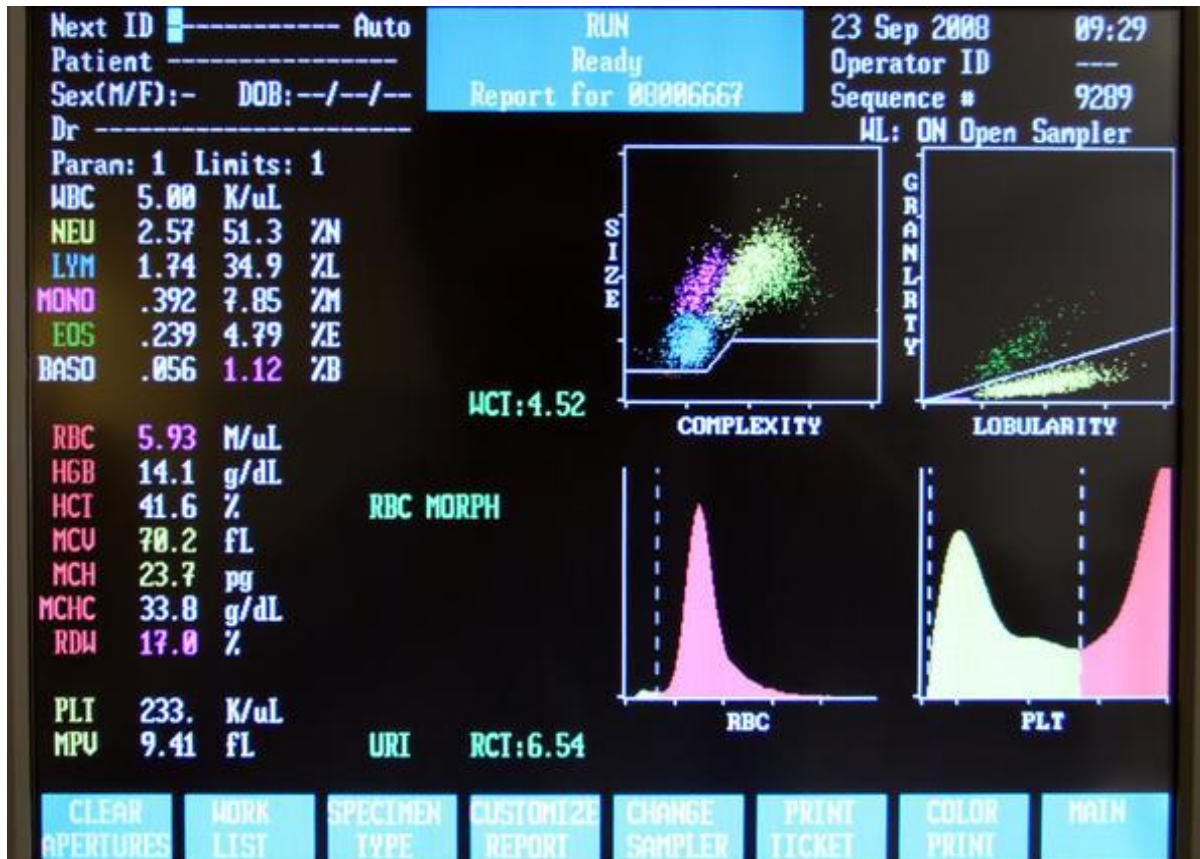 Next ID ------------ Auto
Patient -----------------
Sex(M/F):- DOB:--/--/--
Dr -----------------------
RUN
Ready
Report for 08006667
23 Sep 2008 09:29
Operator ID ---
Sequence # 9289
WL: ON Open Sampler
Param: 1 Limits: 1
WBC 5.00 K/uL
NEU 2.57 51.3 %N
LYM 1.74 34.9 %L
MONO .392 7.85 %M
EOS .239 4.79 %E
BASO .056 1.12 %B
WCT:4.52
RBC 5.93 M/uL
HGB 14.1 g/dL
HCT 41.6 %
MCV 70.2 fL
MCH 23.7 pg
MCHC 33.8 g/dL
RDW 17.0 %
RBC MORPH
PLT 233. K/uL
MPV 9.41 fL
URI RCT:6.54
SIZE
COMPLEXITY
GRANLRTY
LOBULARITY
RBC
PLT
CLEAR APERTURES
WORK LIST
SPECIMEN TYPE
CUSTOMIZE REPORT
CHANGE SAMPLER
PRINT TICKET
COLOR PRINT
MAIN